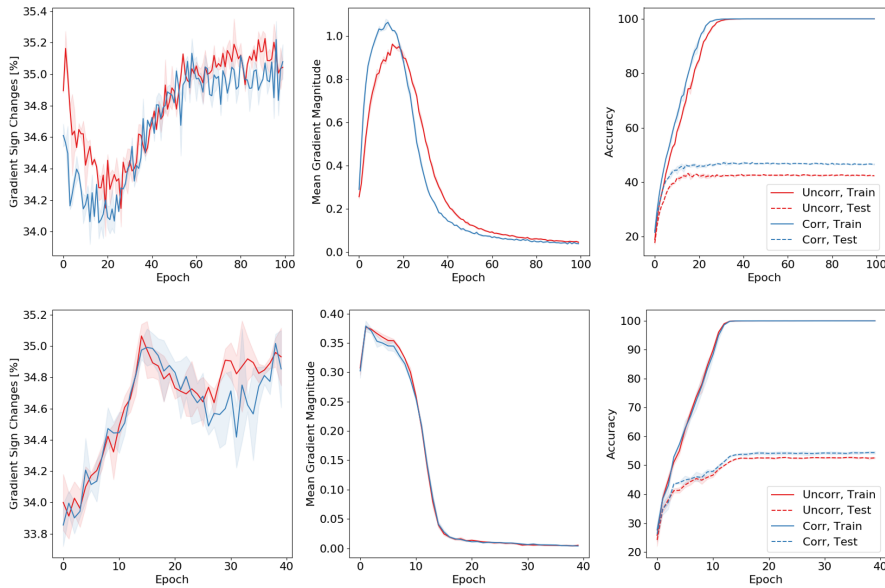 35.4
35.2
35.0
34.8
34.6
34.4
34.2
34.0
Gradient Sign Changes [%]
0 20 40 60 80 100
Epoch
1.0
0.8
0.6
0.4
0.2
0.0
Mean Gradient Magnitude
0 20 40 60 80 100
Epoch
100
80
60
40
20
Accuracy
Uncorr, Train
Uncorr, Test
Corr, Train
Corr, Test
0 20 40 60 80 100
Epoch
35.2
35.0
34.8
34.6
34.4
34.2
34.0
33.8
Gradient Sign Changes [%]
0 10 20 30 40
Epoch
0.40
0.35
0.30
0.25
0.20
0.15
0.10
0.05
0.00
Mean Gradient Magnitude
0 10 20 30 40
Epoch
100
90
80
70
60
50
40
30
20
Accuracy
Uncorr, Train
Uncorr, Test
Corr, Train
Corr, Test
0 10 20 30 40
Epoch